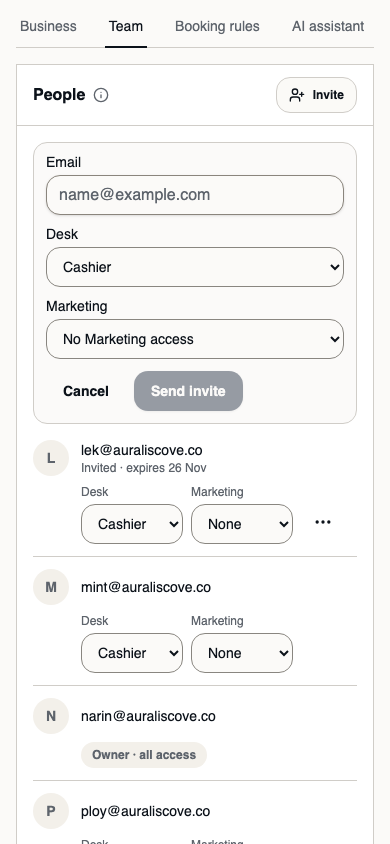 Business Team Booking rules AI assistant
People Invite
Email
name@example.com
Desk
Cashier
Marketing
No Marketing access
Cancel Send invite
L lek@auraliscove.co
Invited · expires 26 Nov
Desk Marketing
Cashier None
M mint@auraliscove.co
Desk Marketing
Cashier None
N narin@auraliscove.co
Owner · all access
P ploy@auraliscove.co
Desk Marketing